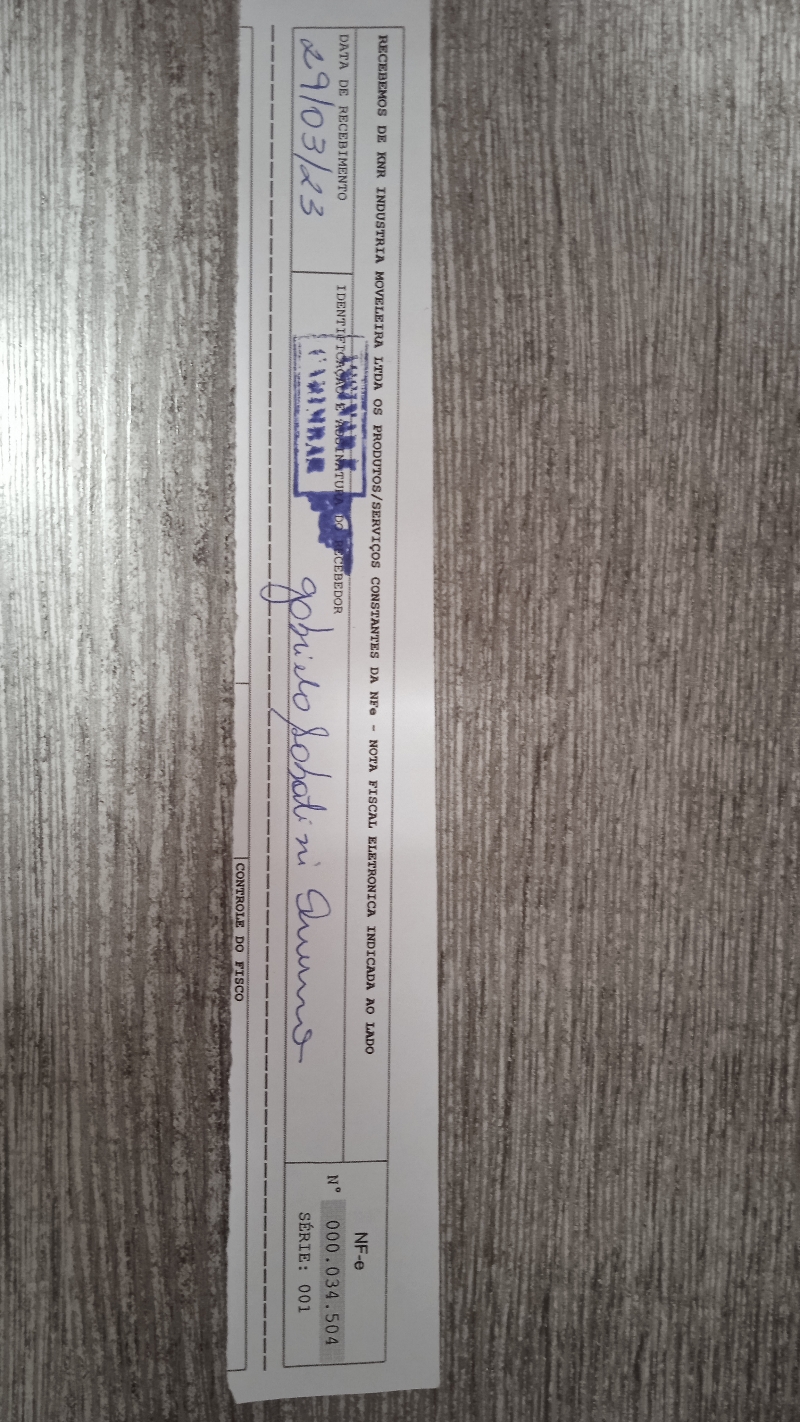 RECEBEMOS DE KNR INDUSTRIA MOVELEIRA LTDA OS PRODUTOS/SERVIÇOS CONSTANTES DA NFe - NOTA FISCAL ELETRONICA INDICADA AO LADO
DATA DE RECEBIMENTO
29/03/23
IDENTIFICAÇÃO E ASSINATURA DO RECEBEDOR
NF-e
Nº 000.034.504
SÉRIE: 001
CONTROLE DO FISCO